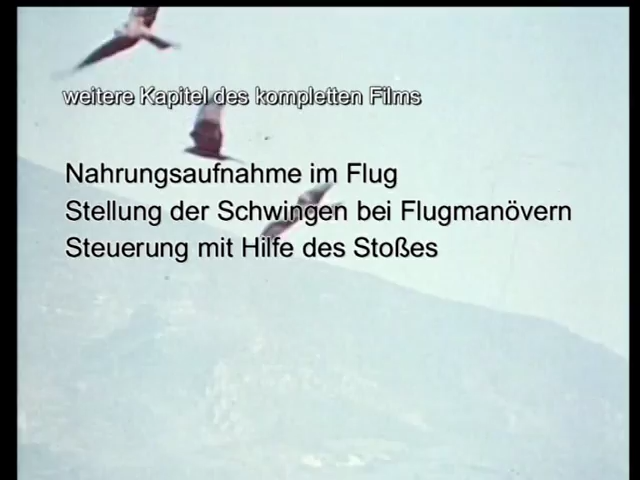 weitere Kapitel des kompletten Films
Nahrungsaufnahme im Flug
Stellung der Schwingen bei Flugmanövern
Steuerung mit Hilfe des Stoßes